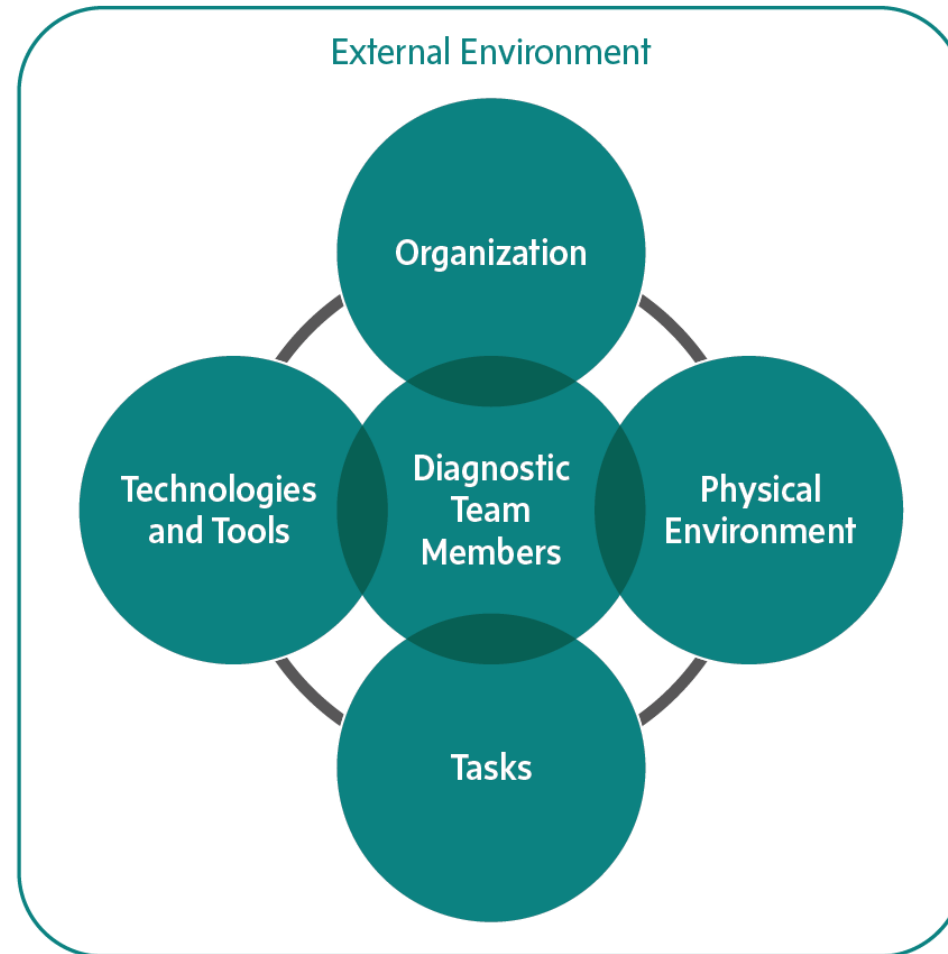 External Environment
Organization
Technologies
and Tools
Diagnostic
Team
Members
Physical
Environment
Tasks